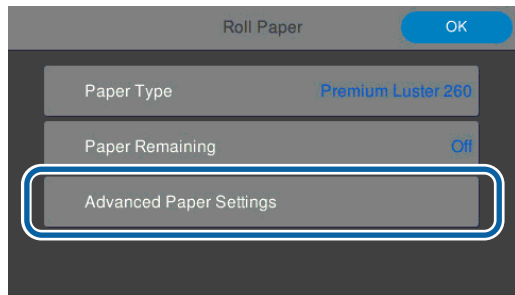 Roll Paper OK
Paper Type Premium Luster 260
Paper Remaining Off
Advanced Paper Settings